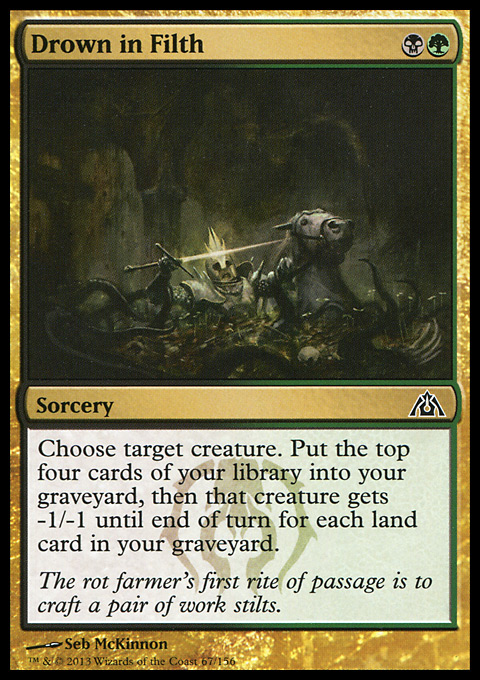 Drown in Filth
Sorcery
Choose target creature. Put the top
four cards of your library into your
graveyard, then that creature gets
-1/-1 until end of turn for each land
card in your graveyard.
The rot farmer's first rite of passage is to
craft a pair of work stilts.
Seb McKinnon
™ & © 2013 Wizards of the Coast 67/156